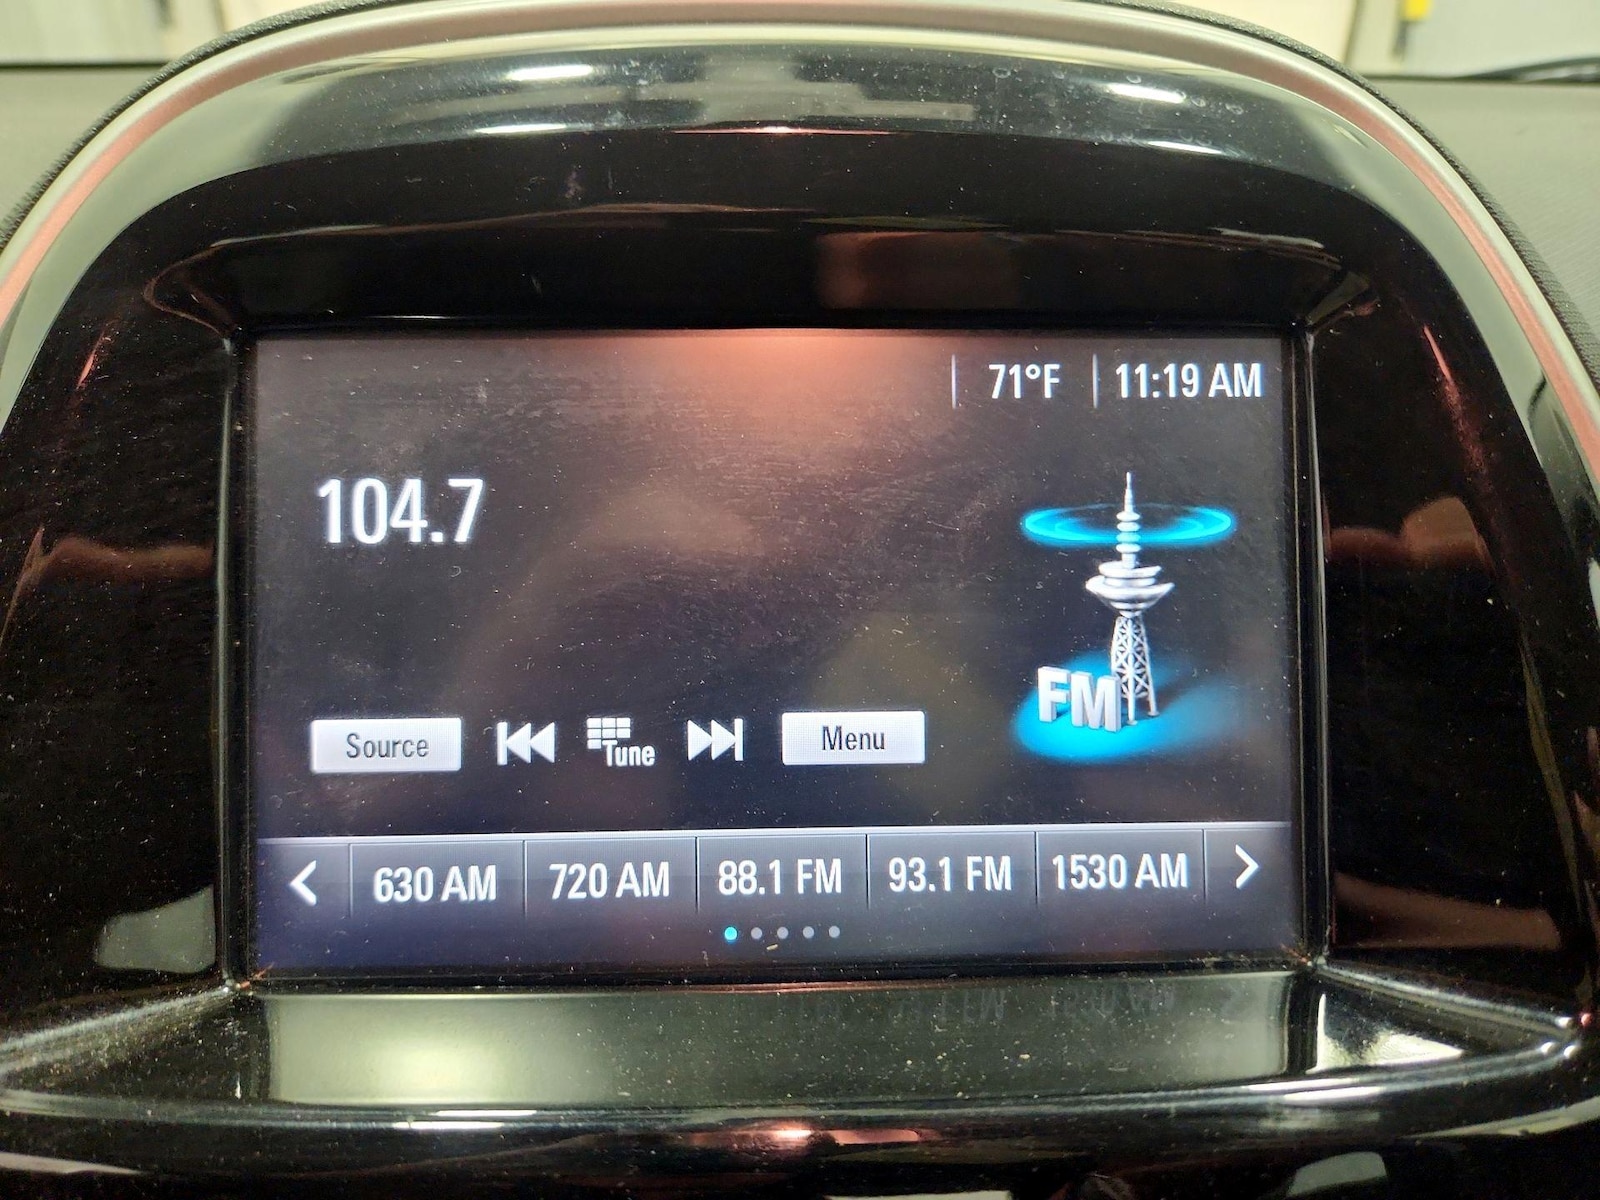 71°F 11:19 AM
104.7
FM
Source Tune Menu
630 AM 720 AM 88.1 FM 93.1 FM 1530 AM